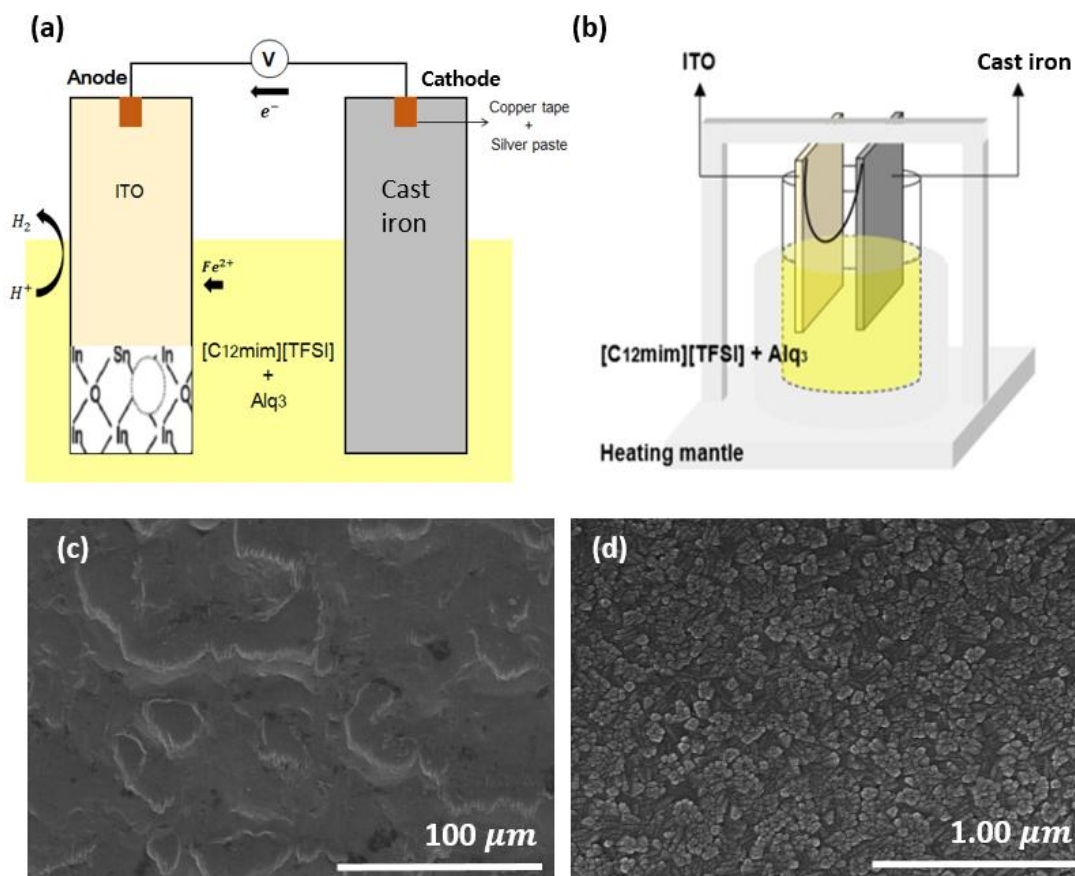 (a)
V
Anode
Cathode
e⁻
Copper tape
+
Silver paste
ITO
Cast
iron
H₂
H⁺
Fe²⁺
[C12mim][TFSI]
+
Alq₃
In Sn In
O O
In In In
(b)
ITO
Cast iron
[C12mim][TFSI] + Alq₃
Heating mantle
(c)
100 μm
(d)
1.00 μm